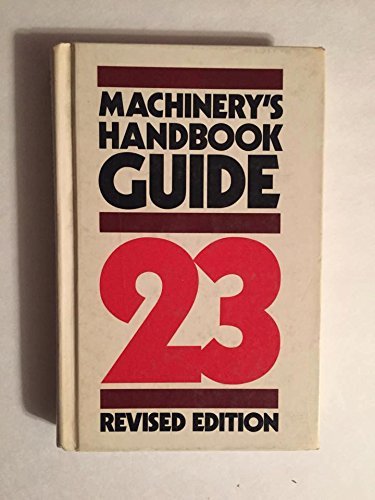 MACHINERY'S
HANDBOOK
GUIDE
23
REVISED EDITION